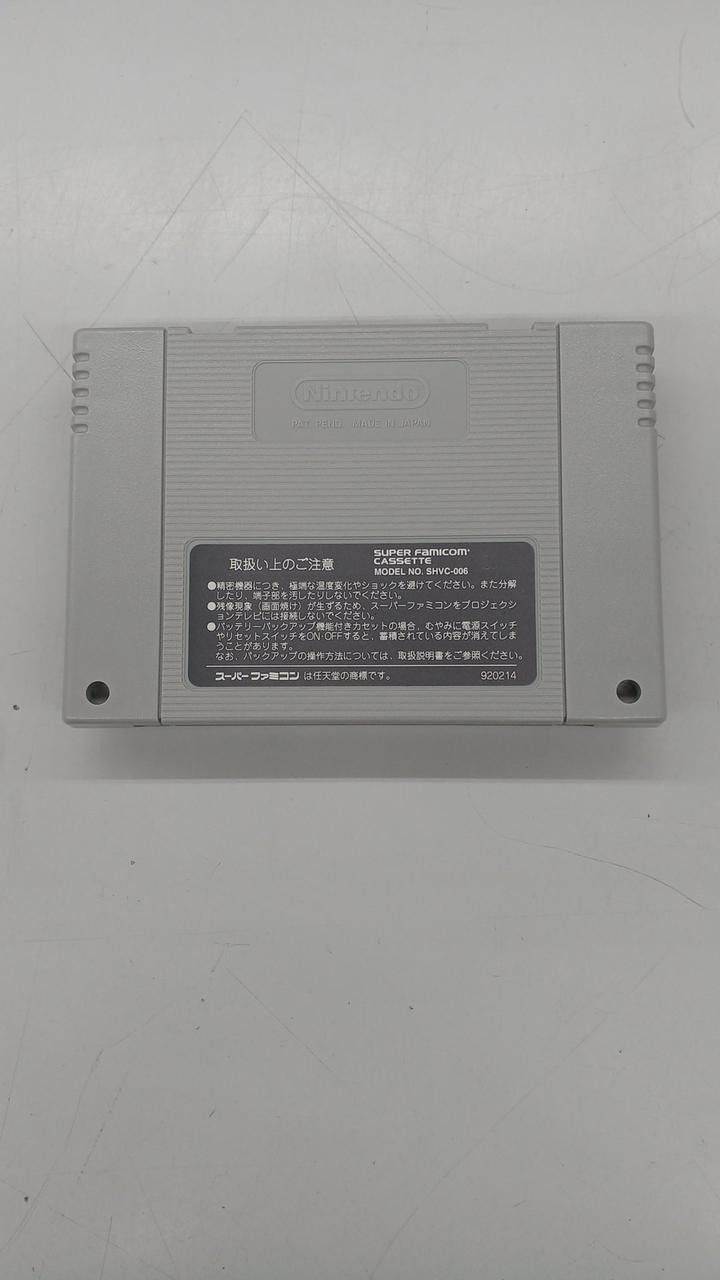 Nintendo
PAT. PEND. MADE IN JAPAN
取扱い上のご注意
SUPER FAMICOM
CASSETTE
MODEL NO. SHVC-006
●精密機器につき、極端な温度変化やショックを避けてください。また分解
したり、端子部を汚したりしないでください。
●残像現象（画面焼け）が生ずるため、スーパーファミコンをプロジェクシ
ョンテレビには接続しないでください。
●バッテリーバックアップ機能付きカセットの場合、むやみに電源スイッチ
やリセットスイッチをON・OFFすると、蓄積されている内容が消えてしま
うことがあります。
なお、バックアップの操作方法については、取扱説明書をご参照ください。
スーパーファミコン は任天堂の商標です。 920214